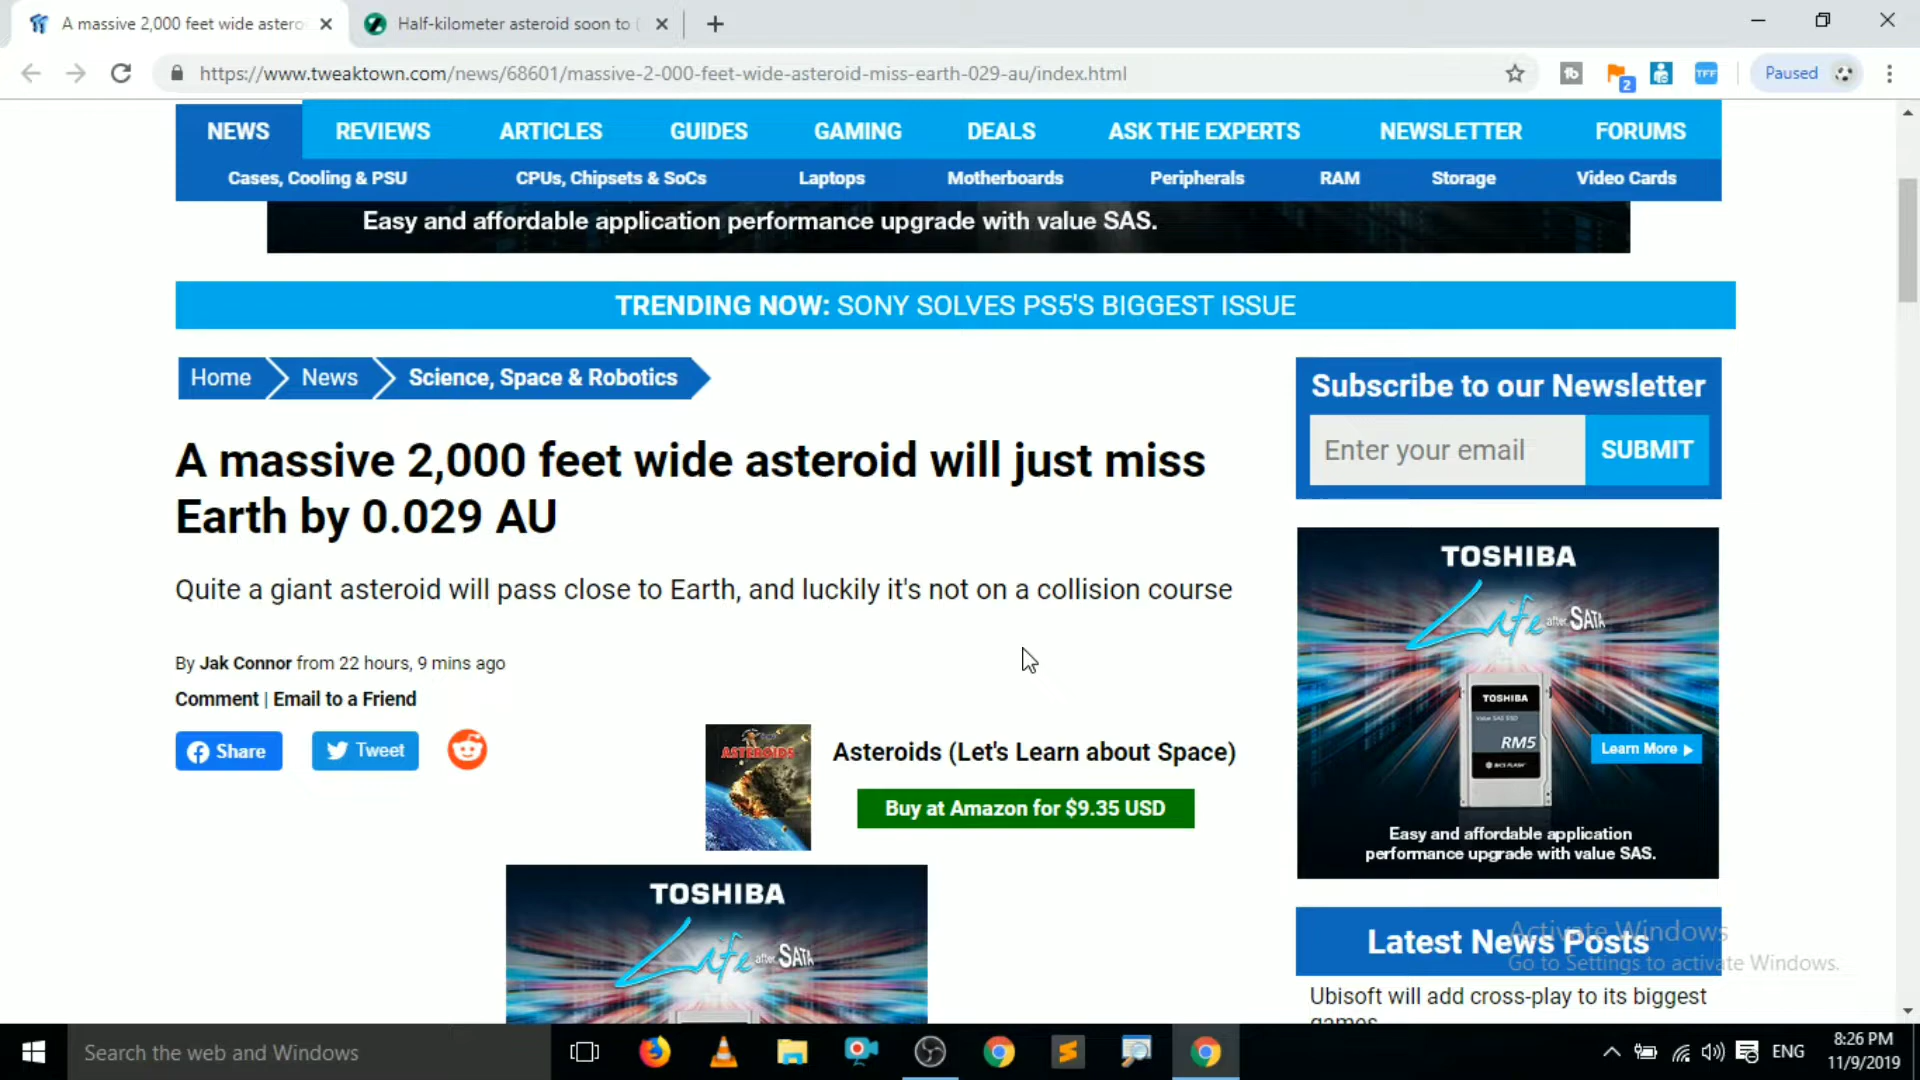 A massive 2,000 feet wide astero
Half-kilometer asteroid soon to
https://www.tweaktown.com/news/68601/massive-2-000-feet-wide-asteroid-miss-earth-029-au/index.html
2
TFF
Paused
NEWS
REVIEWS
ARTICLES
GUIDES
GAMING
DEALS
ASK THE EXPERTS
NEWSLETTER
FORUMS
Cases, Cooling & PSU
CPUs, Chipsets & SoCs
Laptops
Motherboards
Peripherals
RAM
Storage
Video Cards
Easy and affordable application performance upgrade with value SAS.
TRENDING NOW: SONY SOLVES PS5'S BIGGEST ISSUE
Home
News
Science, Space & Robotics
A massive 2,000 feet wide asteroid will just miss
Earth by 0.029 AU
Quite a giant asteroid will pass close to Earth, and luckily it's not on a collision course
By Jak Connor from 22 hours, 9 mins ago
Comment | Email to a Friend
Share
Tweet
ASTEROIDS
Asteroids (Let's Learn about Space)
Buy at Amazon for $9.35 USD
TOSHIBA
Life after SATA
Subscribe to our Newsletter
Enter your email
SUBMIT
TOSHIBA
Life after SATA
TOSHIBA
Value SAS SSD
RM5
BiCS FLASH
Learn More
Easy and affordable application
performance upgrade with value SAS.
Latest News Posts
Ubisoft will add cross-play to its biggest
games
Activate Windows
Go to Settings to activate Windows.
Search the web and Windows
ENG
8:26 PM
11/9/2019